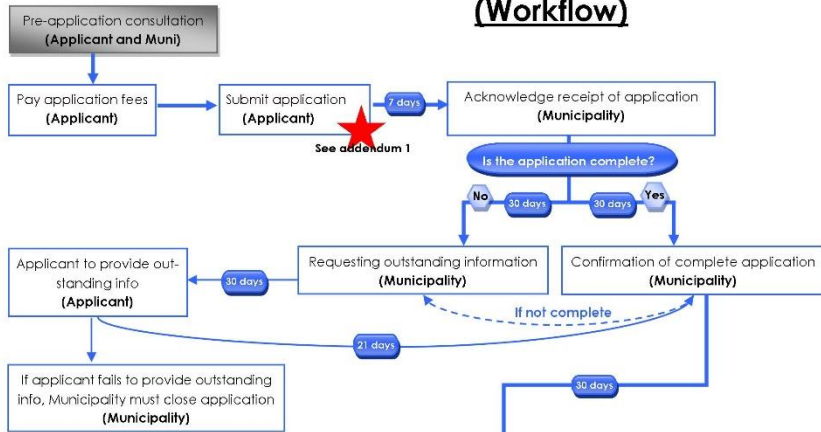 (Workflow)
Pre-application consultation
(Applicant and Muni)
Pay application fees
(Applicant)
Submit application
(Applicant)
7 days
Acknowledge receipt of application
(Municipality)
See addendum 1
Is the application complete?
No
30 days
30 days
Yes
Applicant to provide out-
standing info
(Applicant)
30 days
Requesting outstanding information
(Municipality)
Confirmation of complete application
(Municipality)
If not complete
21 days
If applicant fails to provide outstanding
info, Municipality must close application
(Municipality)
30 days